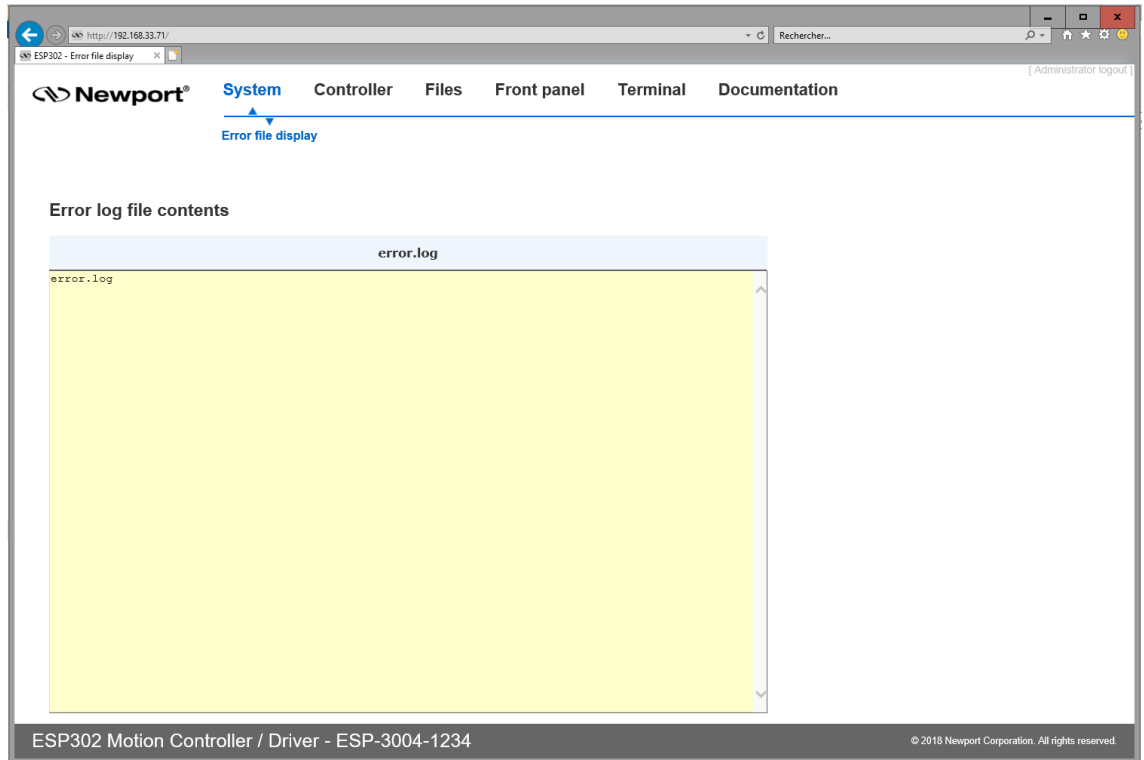 http://192.168.33.71/
Rechercher...
ESP302 - Error file display
[ Administrator logout ]
Newport®
System Controller Files Front panel Terminal Documentation
Error file display
Error log file contents
error.log
error.log
ESP302 Motion Controller / Driver - ESP-3004-1234
© 2018 Newport Corporation. All rights reserved.